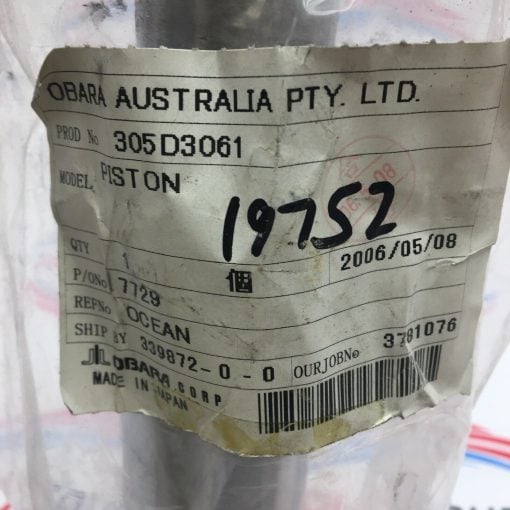 OBARA AUSTRALIA PTY. LTD.
PROD No 305D3061
MODEL PISTON
19752
QTY 1 個 2006/05/08
P/ONo 7729
REFNo OCEAN
SHIP BY 339872-0-0 OURJOBNo 3781076
OBARA CORP
MADE IN JAPAN